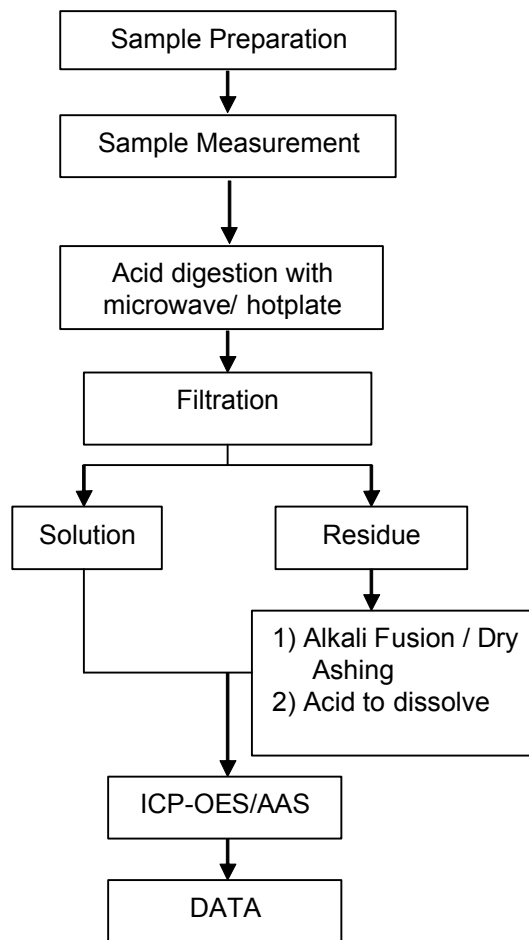 Sample Preparation
Sample Measurement
Acid digestion with
microwave/ hotplate
Filtration
Solution
Residue
1) Alkali Fusion / Dry
Ashing
2) Acid to dissolve
ICP-OES/AAS
DATA